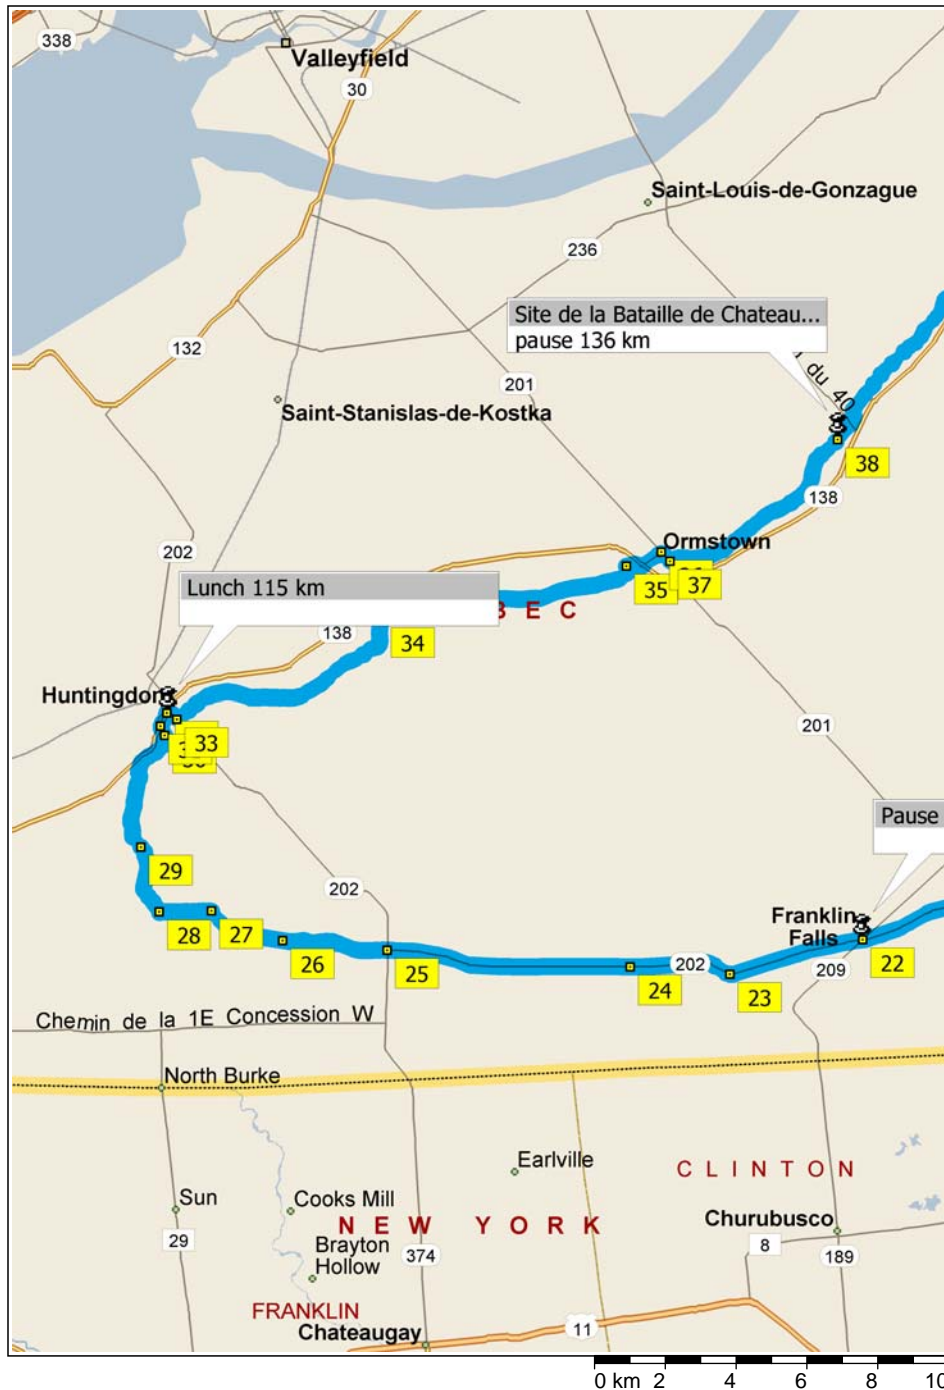 338
Valleyfield
30
Saint-Louis-de-Gonzague
236
Site de la Bataille de Chateau...
pause 136 km
132
201
du 40
Saint-Stanislas-de-Kostka
38
138
202
Ormstown
35
37
Lunch 115 km
B E C
138
34
Huntingdon
33
201
Pause
29
202
28
27
26
25
24
202
23
Franklin
Falls
209
22
Chemin de la 1E Concession W
North Burke
Earlville
C L I N T O N
Sun
Cooks Mill
N E W Y O R K
Churubusco
29
Brayton
Hollow
374
8
189
FRANKLIN
Chateaugay
11
0 km 2 4 6 8 10